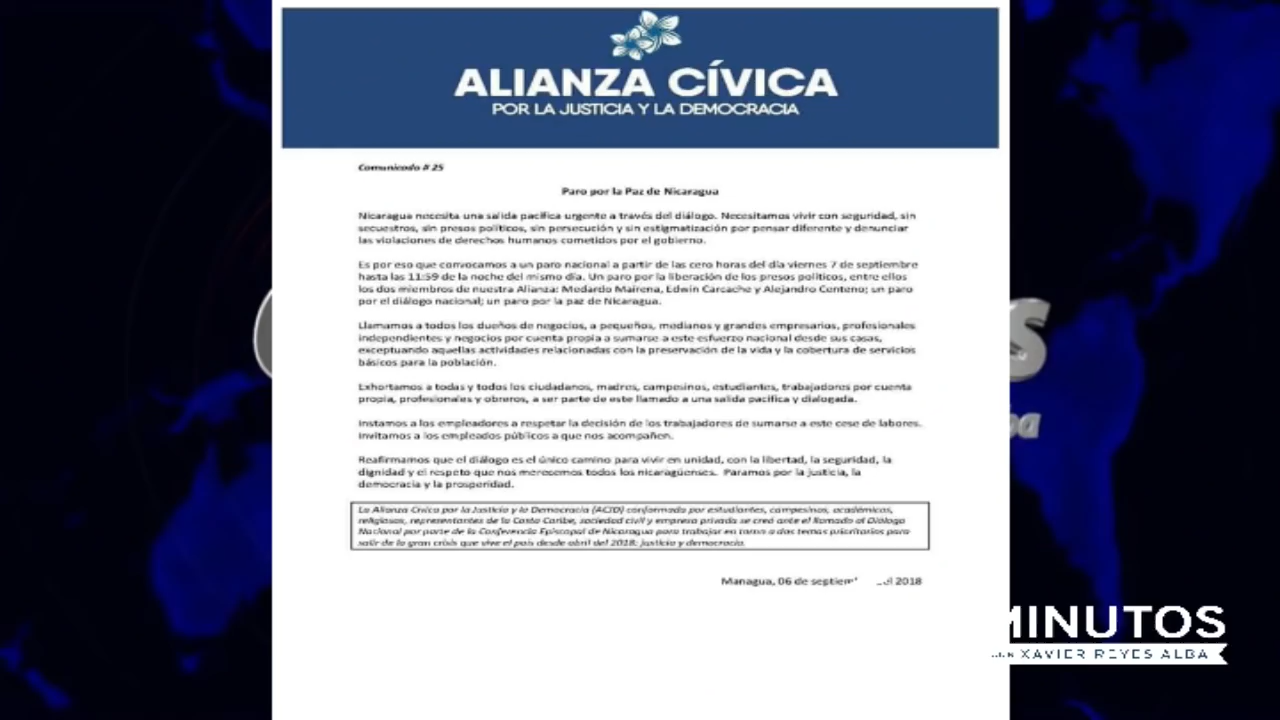 ALIANZA CÍVICA
POR LA JUSTICIA Y LA DEMOCRACIA
Comunicado # 25
Paro por la Paz de Nicaragua
Nicaragua necesita una salida pacífica urgente a través del diálogo. Necesitamos vivir con seguridad, sin
secuestros, sin presos políticos, sin persecución y sin estigmatización por pensar diferente y denunciar
las violaciones de derechos humanos cometidos por el gobierno.
Es por eso que convocamos a un paro nacional a partir de las cero horas del día viernes 7 de septiembre
hasta las 11:59 de la noche del mismo día. Un paro por la liberación de los presos políticos, entre ellos
los dos miembros de nuestra Alianza: Medardo Mairena, Edwin Carcache y Alejandro Centeno; un paro
por el diálogo nacional; un paro por la paz de Nicaragua.
Llamamos a todos los dueños de negocios, a pequeños, medianos y grandes empresarios, profesionales
independientes y negocios por cuenta propia a sumarse a este esfuerzo nacional desde sus casas,
exceptuando aquellas actividades relacionadas con la preservación de la vida y la cobertura de servicios
básicos para la población.
Exhortamos a todas y todos los ciudadanos, madres, campesinos, estudiantes, trabajadores por cuenta
propia, profesionales y obreros, a ser parte de este llamado a una salida pacífica y dialogada.
Instamos a los empleadores a respetar la decisión de los trabajadores de sumarse a este cese de labores.
Invitamos a los empleados públicos a que nos acompañen.
Reafirmamos que el diálogo es el único camino para vivir en unidad, con la libertad, la seguridad, la
dignidad y el respeto que nos merecemos todos los nicaragüenses. Paramos por la justicia, la
democracia y la prosperidad.
La Alianza Cívica por la Justicia y la Democracia (ACJD) conformada por estudiantes, campesinos, académicos,
religiosos, representantes de la Costa Caribe, sociedad civil y empresa privada se creó ante el llamado al Diálogo
Nacional por parte de la Conferencia Episcopal de Nicaragua para trabajar en torno a dos temas prioritarios para
salir de la gran crisis que vive el país desde abril del 2018: justicia y democracia.
Managua, 06 de 2018
MINUTOS
XAVIER REYES ALBA